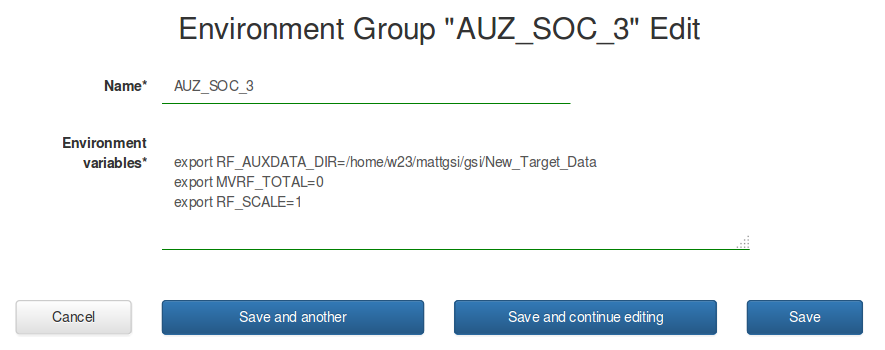 Environment Group "AUZ_SOC_3" Edit
Name*
AUZ_SOC_3
Environment
variables*
export RF_AUXDATA_DIR=/home/w23/mattgsi/gsi/New_Target_Data
export MVRF_TOTAL=0
export RF_SCALE=1
Cancel
Save and another
Save and continue editing
Save